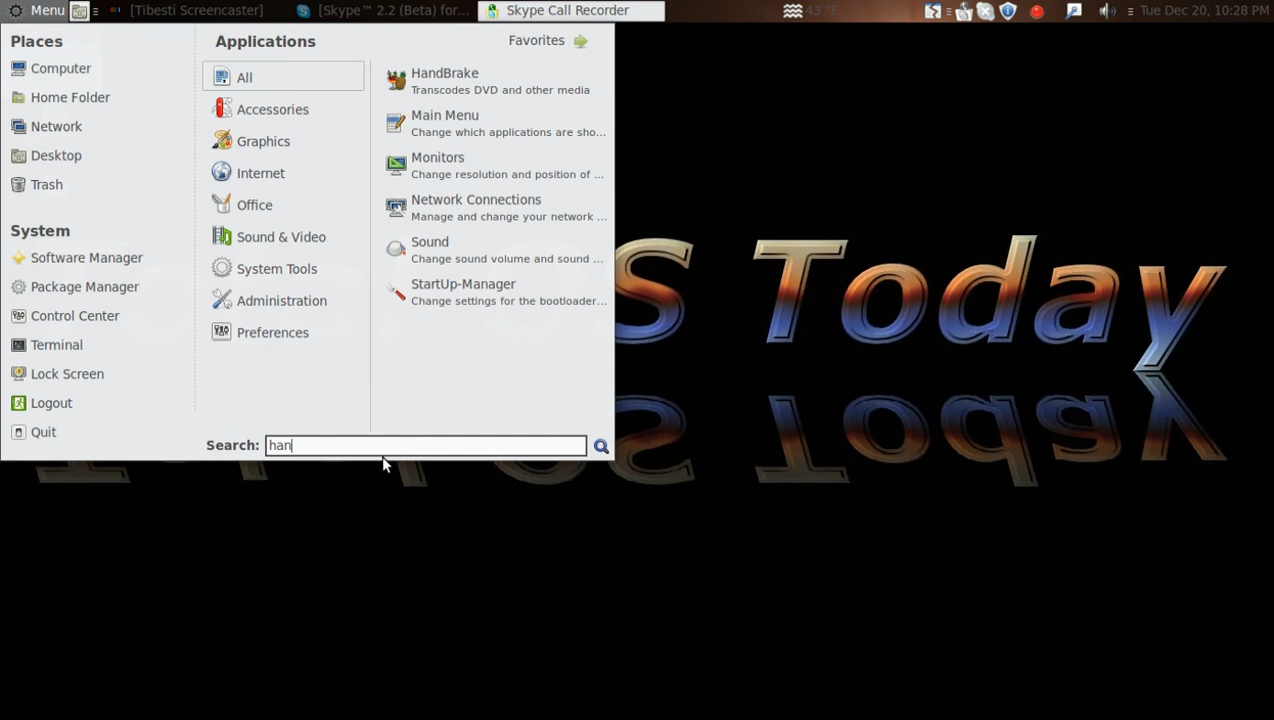 Menu [Tibesti Screencaster] [Skype™ 2.2 (Beta) for... Skype Call Recorder 43 °F Tue Dec 20, 10:28 PM
Places
Computer
Home Folder
Network
Desktop
Trash
System
Software Manager
Package Manager
Control Center
Terminal
Lock Screen
Logout
Quit
Applications
All
Accessories
Graphics
Internet
Office
Sound & Video
System Tools
Administration
Preferences
Favorites
HandBrake
Transcodes DVD and other media
Main Menu
Change which applications are sho...
Monitors
Change resolution and position of ...
Network Connections
Manage and change your network ...
Sound
Change sound volume and sound ...
StartUp-Manager
Change settings for the bootloader...
Search: han
S Today